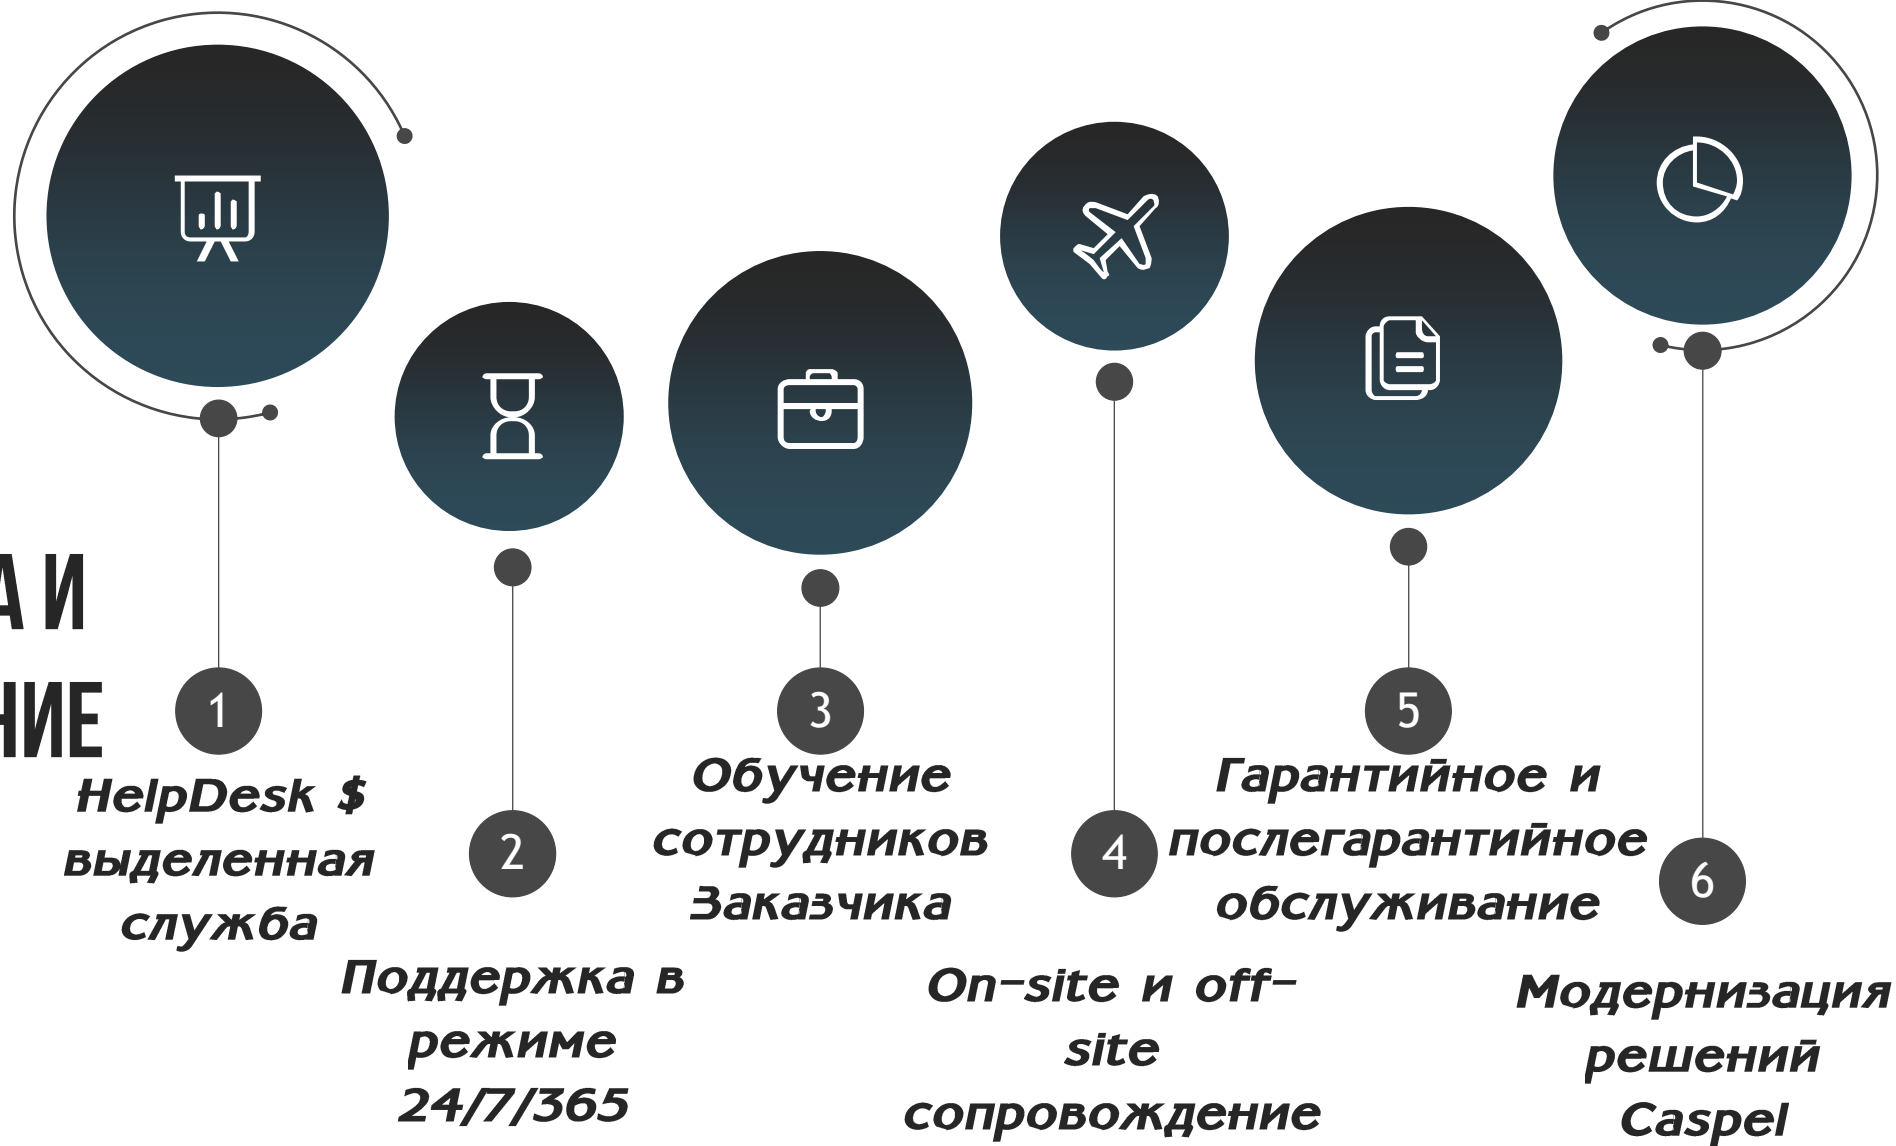 А И
НИЕ
1
HelpDesk $
выделенная
служба
2
Поддержка в
режиме
24/7/365
3
Обучение
сотрудников
Заказчика
4
On-site и off-
site
сопровождение
5
Гарантийное и
послегарантийное
обслуживание
6
Модернизация
решений
Caspel